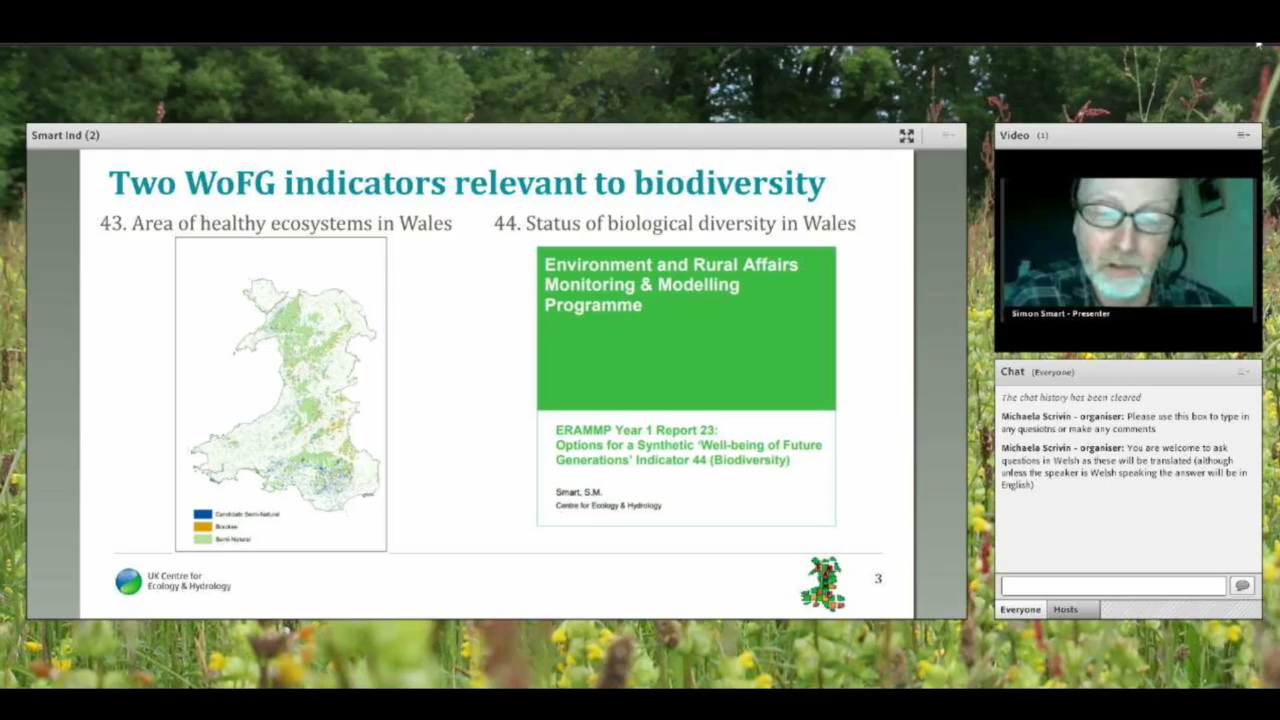 Smart Ind (2)
Two WoFG indicators relevant to biodiversity
43. Area of healthy ecosystems in Wales
44. Status of biological diversity in Wales
Candidate Semi-Natural
Bracken
Semi-Natural
Environment and Rural Affairs
Monitoring & Modelling
Programme
ERAMMP Year 1 Report 23:
Options for a Synthetic 'Well-being of Future
Generations' Indicator 44 (Biodiversity)
Smart, S.M.
Centre for Ecology & Hydrology
UK Centre for
Ecology & Hydrology
3
Video (1)
Simon Smart - Presenter
Chat (Everyone)
The chat history has been cleared
Michaela Scrivin - organiser: Please use this box to type in
any quesiotns or make any comments
Michaela Scrivin - organiser: You are welcome to ask
questions in Welsh as these will be translated (although
unless the speaker is Welsh speaking the answer will be in
English)
Everyone
Hosts